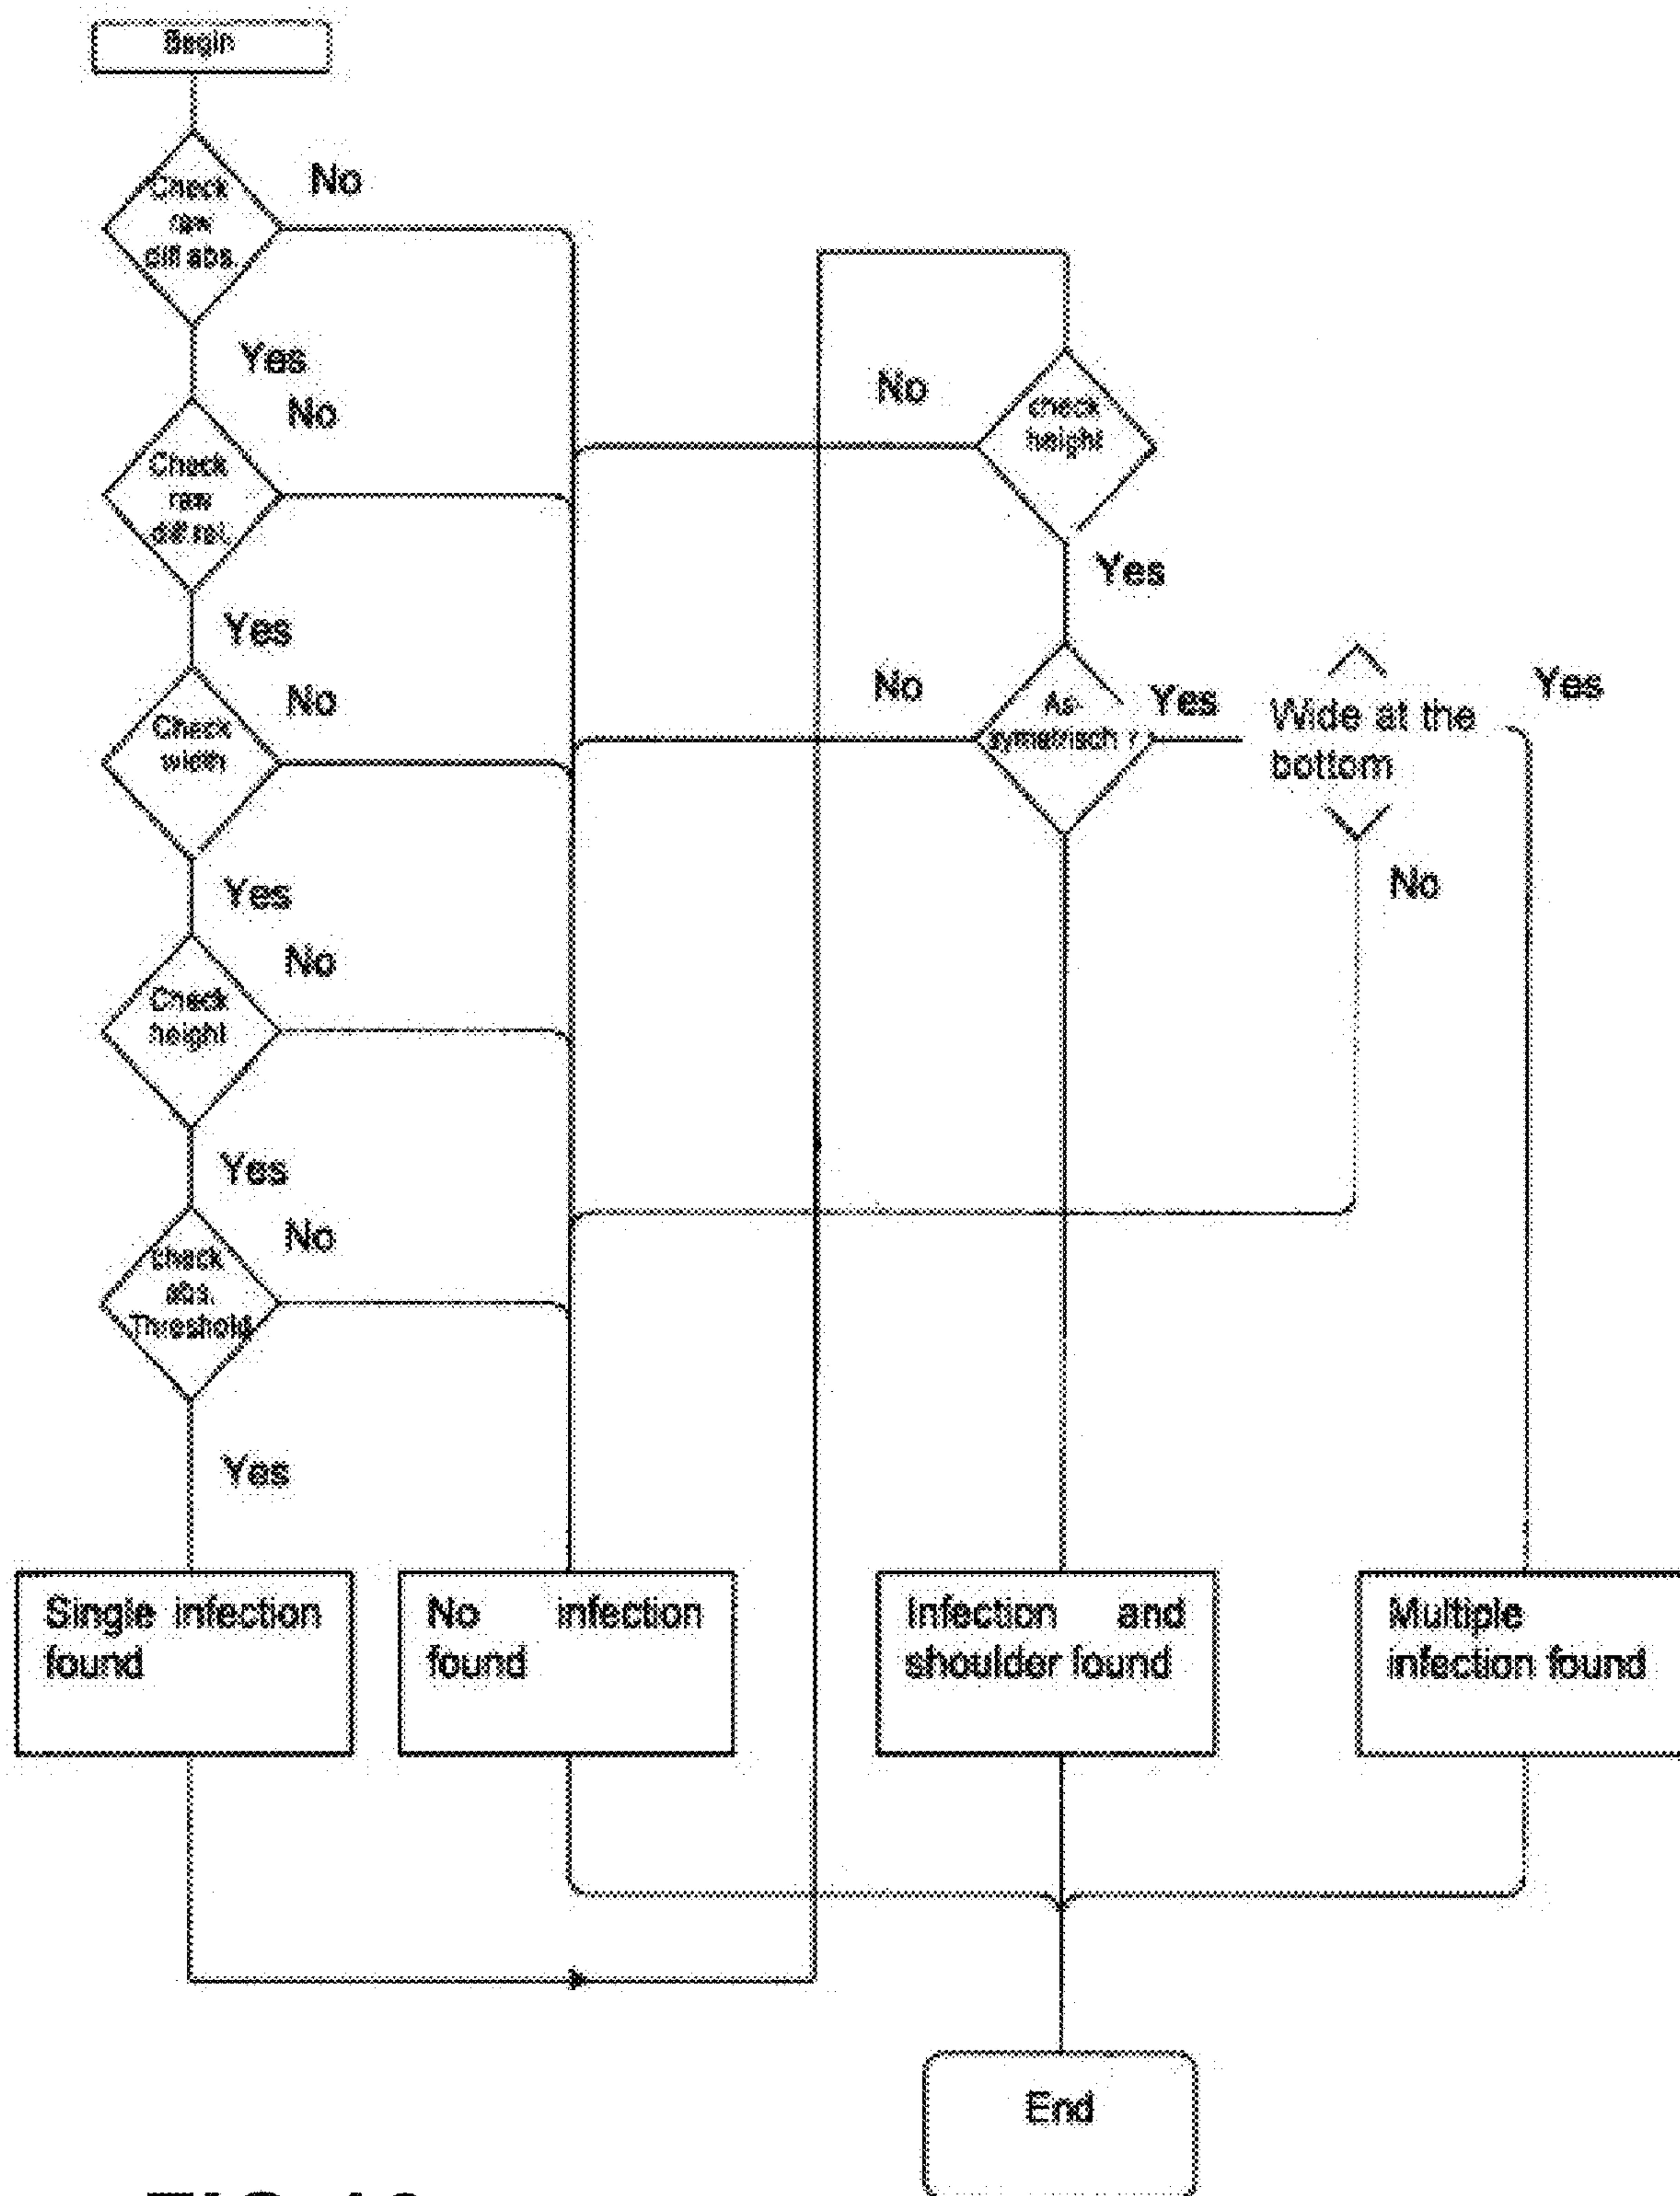 Begin
Check
raw
diff abs.
No
Yes
No
Check
raw
diff rel.
Yes
No
Check
width
Yes
No
Check
height
Yes
No
check
abs.
Threshold
Yes
No
check
height
Yes
No
As-
symetrisch
Yes
Wide at the
bottom
Yes
No
Single infection
found
No infection
found
Infection and
shoulder found
Multiple
infection found
End